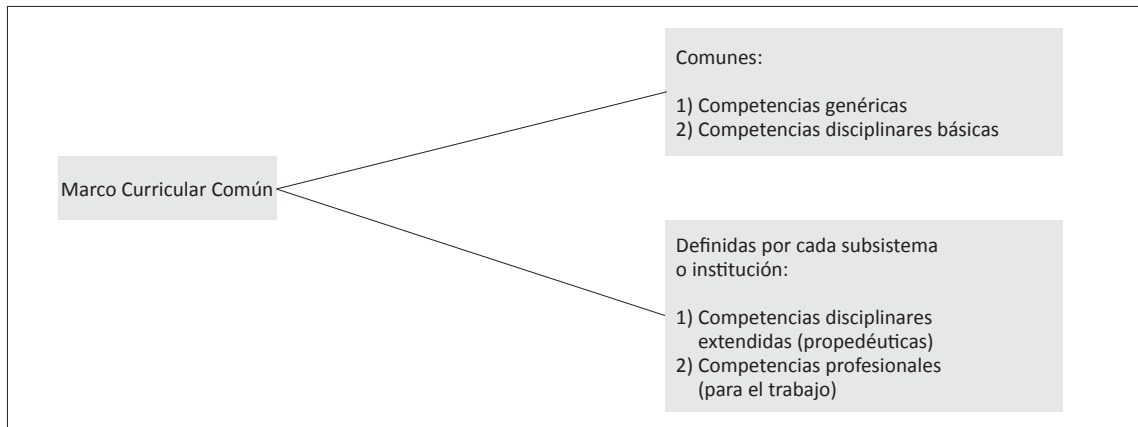 Marco Curricular Común
Comunes:
1) Competencias genéricas
2) Competencias disciplinares básicas
Definidas por cada subsistema
o institución:
1) Competencias disciplinares
extendidas (propedéuticas)
2) Competencias profesionales
(para el trabajo)